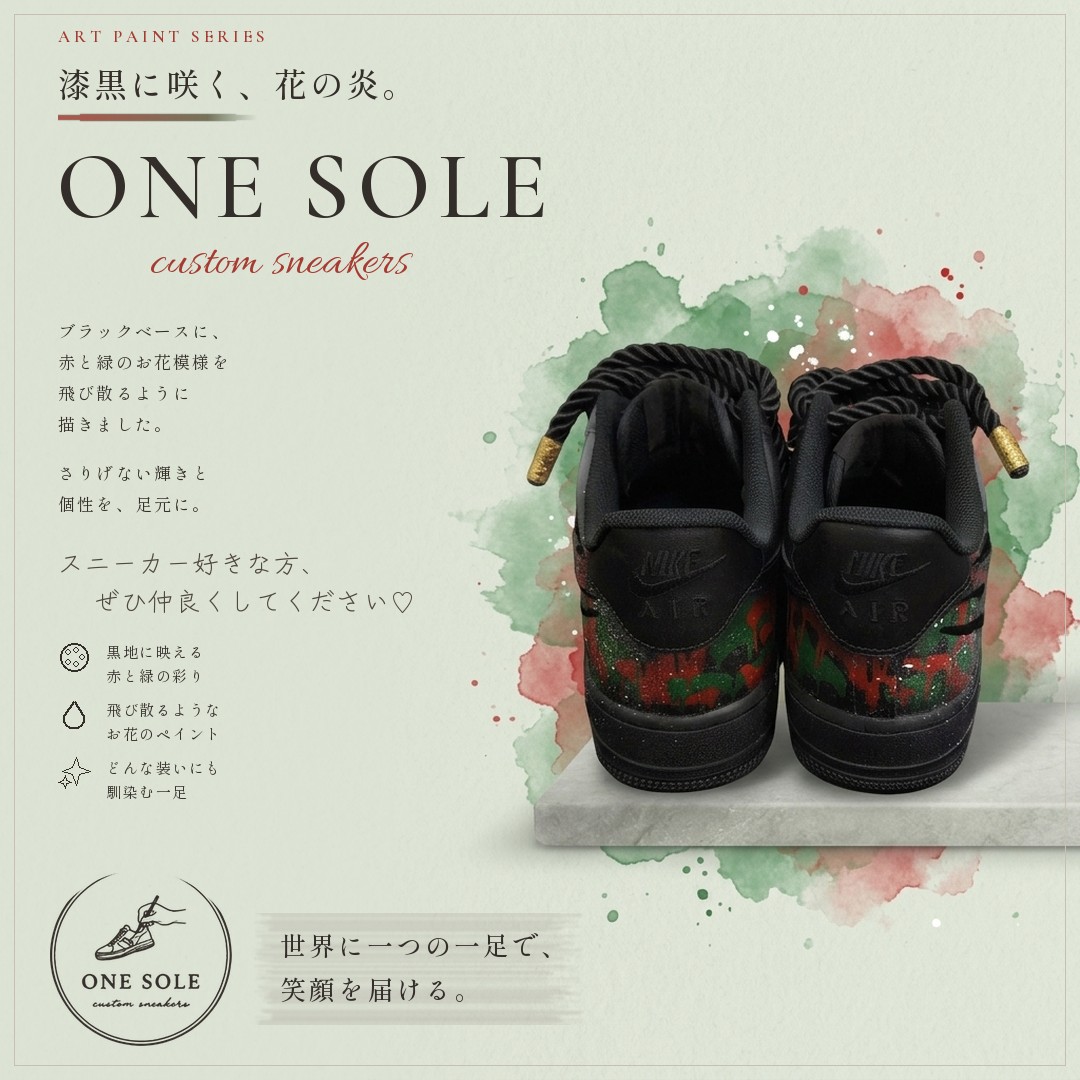 ART PAINT SERIES
漆黒に咲く、花の炎。
ONE SOLE
custom sneakers
ブラックベースに、
赤と緑のお花模様を
飛び散るように
描きました。
さりげない輝きと
個性を、足元に。
スニーカー好きな方、
ぜひ仲良くしてください♡
黒地に映える
赤と緑の彩り
飛び散るような
お花のペイント
どんな装いにも
馴染む一足
NIKE
AIR
NIKE
AIR
ONE SOLE
custom sneakers
世界に一つの一足で、
笑顔を届ける。